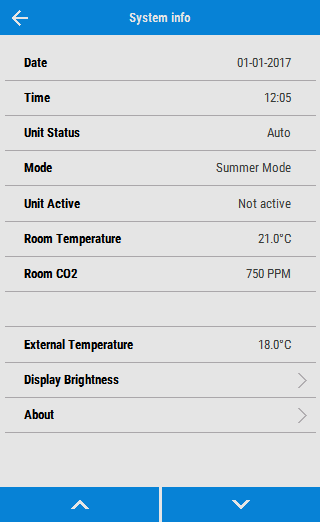 System info
Date 01-01-2017
Time 12:05
Unit Status Auto
Mode Summer Mode
Unit Active Not active
Room Temperature 21.0°C
Room CO2 750 PPM
External Temperature 18.0°C
Display Brightness
About